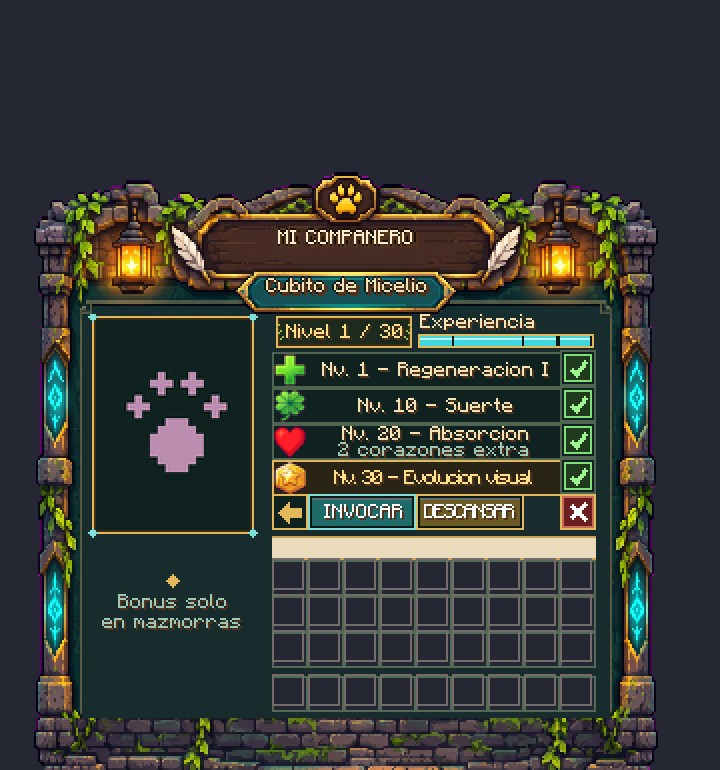 MI COMPANERO
Cubito de Micelio
Nivel 1 / 30
Experiencia
Nv. 1 - Regeneracion I
Nv. 10 - Suerte
Nv. 20 - Absorcion
2 corazones extra
Nv. 30 - Evolucion visual
INVOCAR
DESCANSAR
Bonus solo
en mazmorras